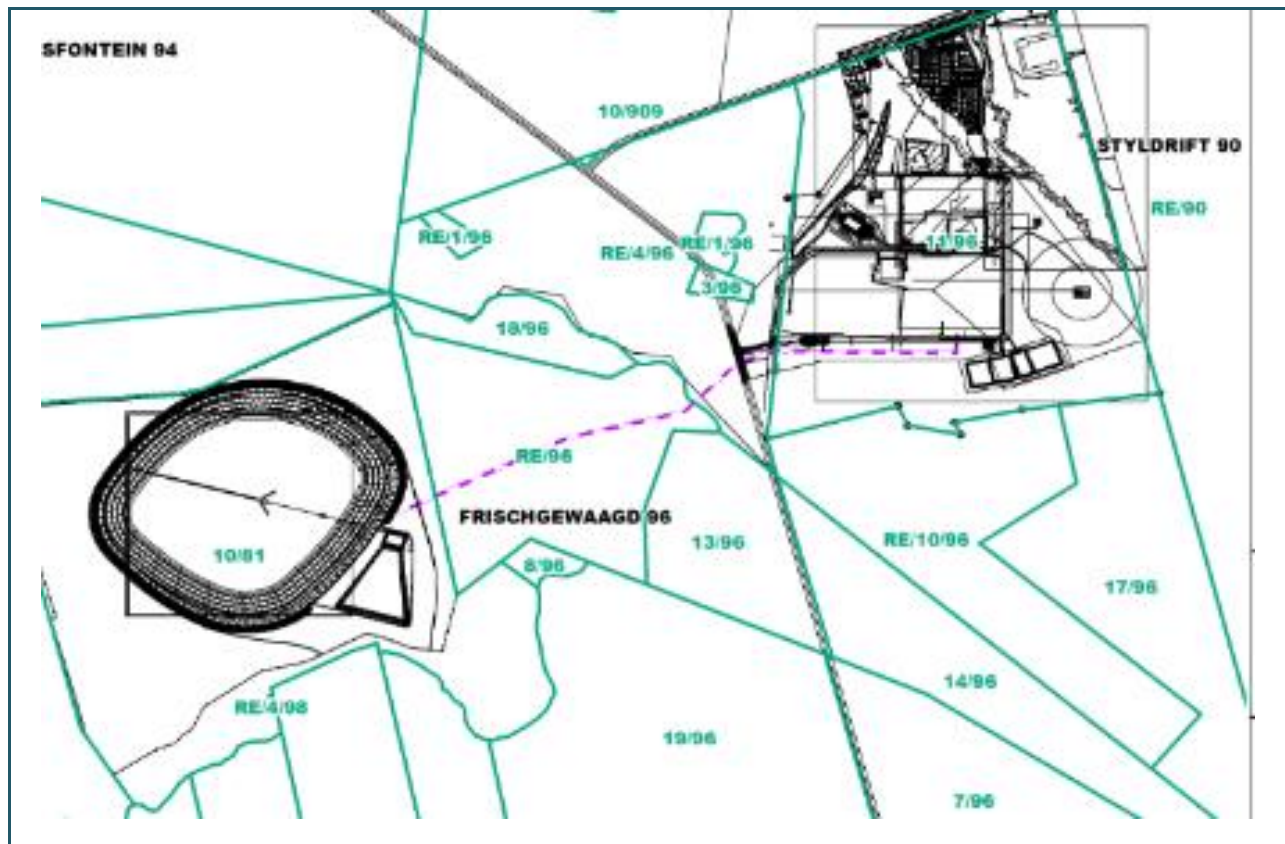 SFONTEIN 94
10/909
STYLDRIFT 90
RE/90
RE/1/96
RE/4/96
RE/1/96
11/96
3/96
18/96
RE/96
FRISCHGEWAAGD 96
10/81
13/96
RE/10/96
8/96
17/96
14/96
RE/4/98
19/96
7/96